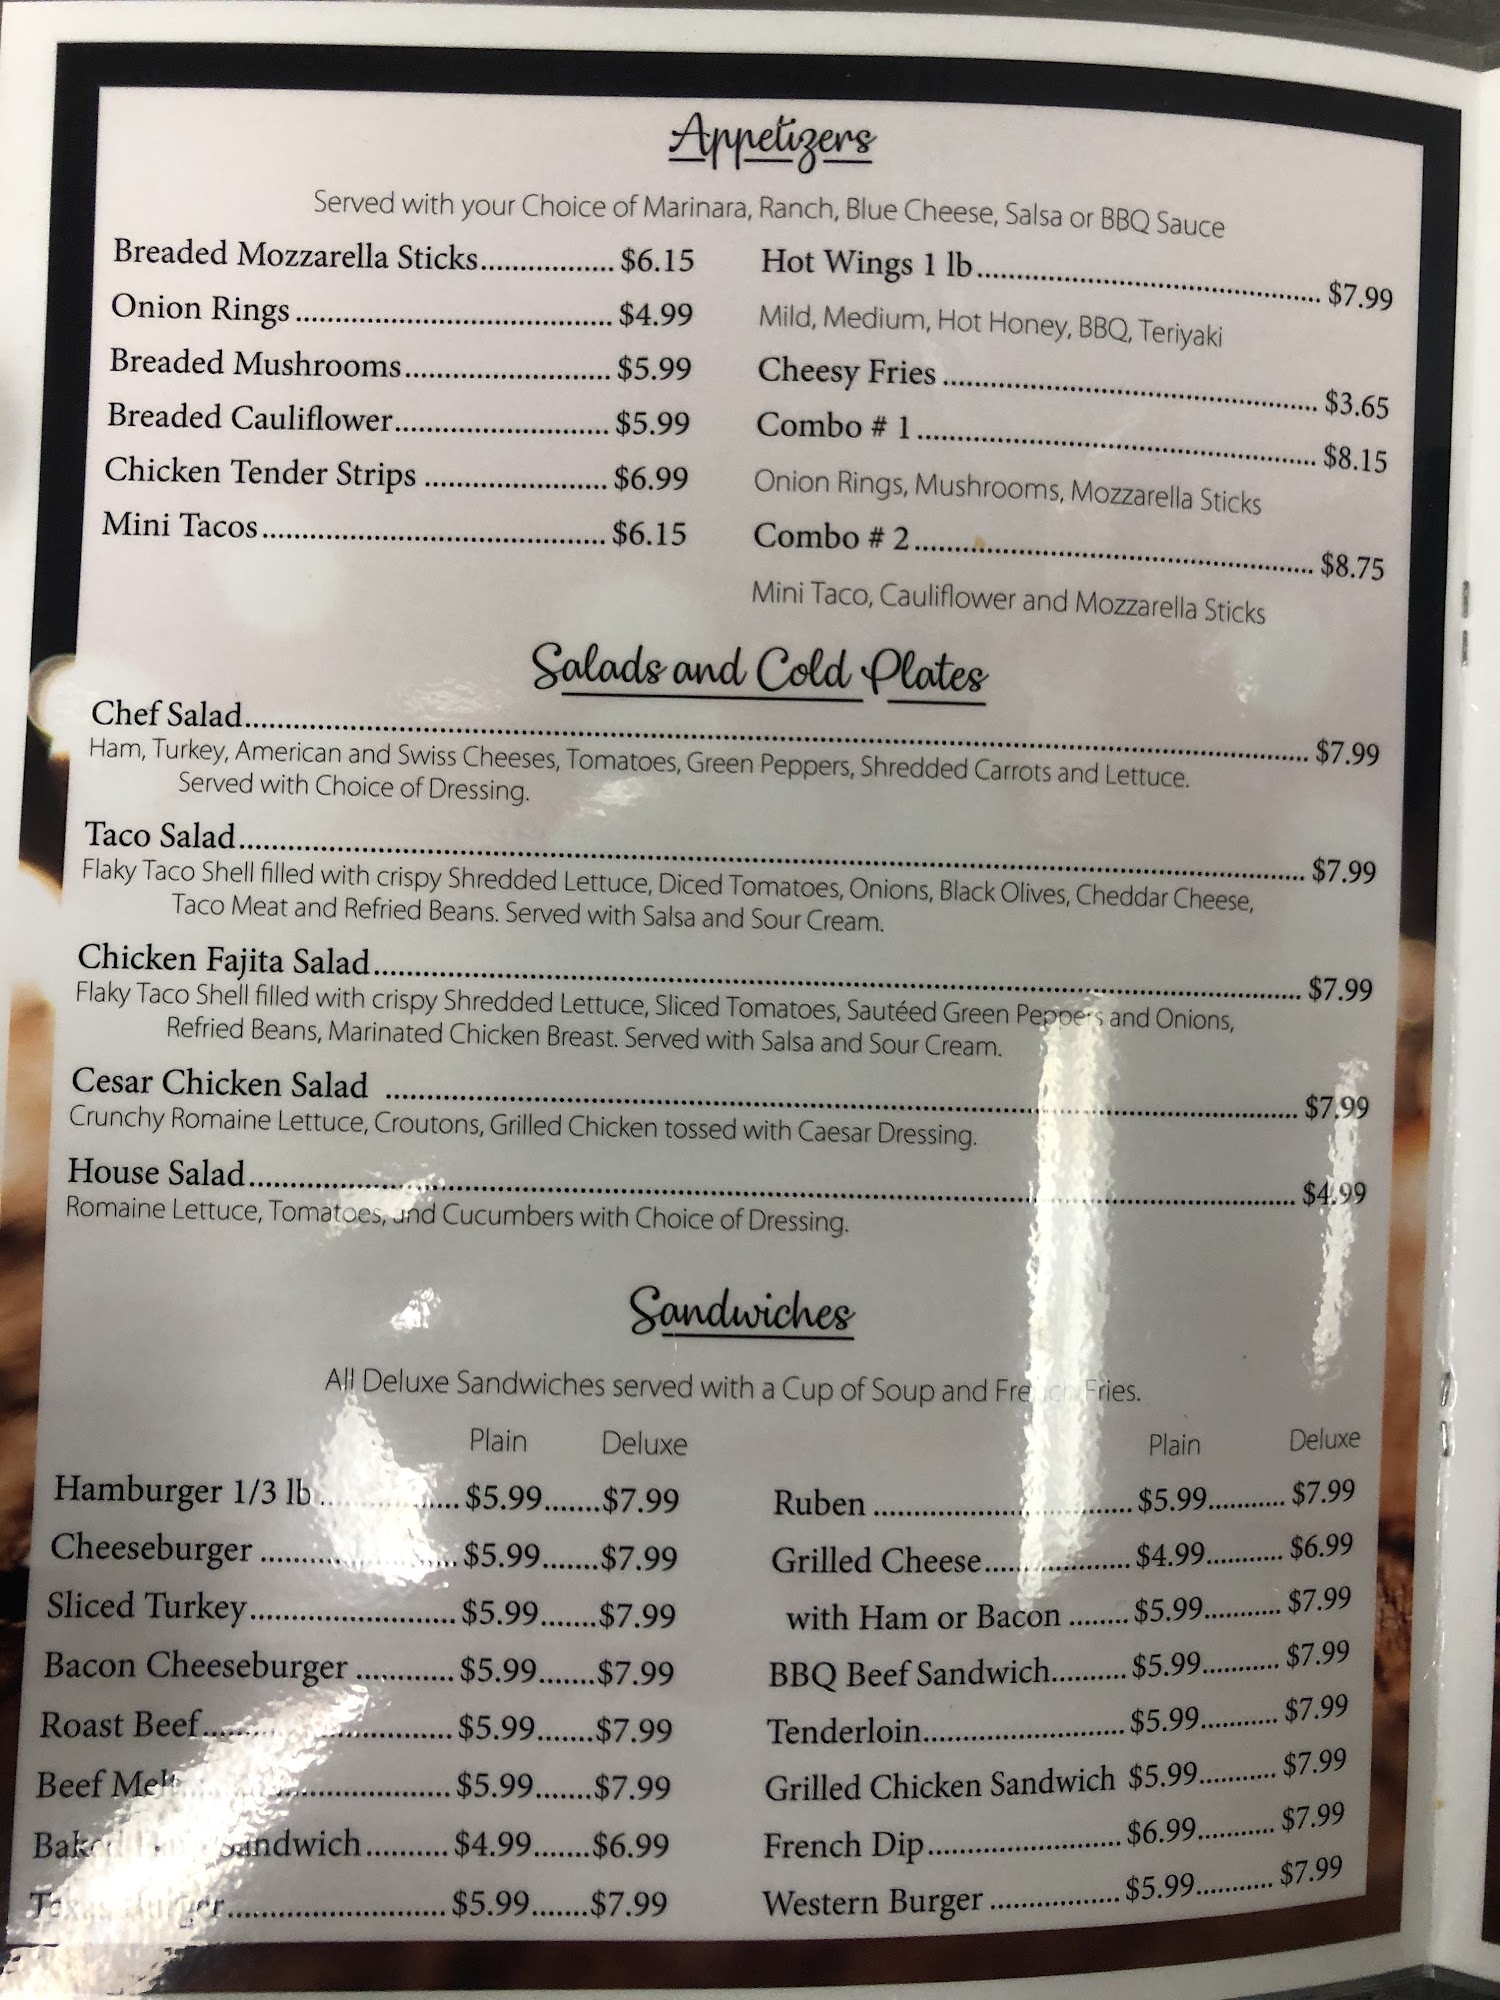 Appetizers
Served with your Choice of Marinara, Ranch, Blue Cheese, Salsa or BBQ Sauce
Breaded Mozzarella Sticks................. $6.15
Onion Rings ................................. $4.99
Breaded Mushrooms.......................... $5.99
Breaded Cauliflower........................... $5.99
Chicken Tender Strips ....................... $6.99
Mini Tacos..................................... $6.15
Hot Wings 1 lb..................................... $7.99
Mild, Medium, Hot Honey, BBQ, Teriyaki
Cheesy Fries ........................................ $3.65
Combo # 1........................................... $8.15
Onion Rings, Mushrooms, Mozzarella Sticks
Combo # 2........................................... $8.75
Mini Taco, Cauliflower and Mozzarella Sticks
Salads and Cold Plates
Chef Salad........................................ $7.99
Ham, Turkey, American and Swiss Cheeses, Tomatoes, Green Peppers, Shredded Carrots and Lettuce.
Served with Choice of Dressing.
Taco Salad........................................ $7.99
Flaky Taco Shell filled with crispy Shredded Lettuce, Diced Tomatoes, Onions, Black Olives, Cheddar Cheese,
Taco Meat and Refried Beans. Served with Salsa and Sour Cream.
Chicken Fajita Salad........................................ $7.99
Flaky Taco Shell filled with crispy Shredded Lettuce, Sliced Tomatoes, Sautéed Green Peppers and Onions,
Refried Beans, Marinated Chicken Breast. Served with Salsa and Sour Cream.
Cesar Chicken Salad ........................................ $7.99
Crunchy Romaine Lettuce, Croutons, Grilled Chicken tossed with Caesar Dressing.
House Salad........................................ $4.99
Romaine Lettuce, Tomatoes, and Cucumbers with Choice of Dressing.
Sandwiches
All Deluxe Sandwiches served with a Cup of Soup and French Fries.
Plain Deluxe
Hamburger 1/3 lb .............. $5.99.......$7.99
Cheeseburger .................... $5.99.......$7.99
Sliced Turkey...................... $5.99.......$7.99
Bacon Cheeseburger ............ $5.99.......$7.99
Roast Beef.......................... $5.99.......$7.99
Beef Melt........................... $5.99.......$7.99
Sandwich.......... $4.99.......$6.99
Burger........................ $5.99.......$7.99
Plain Deluxe
Ruben ............................ $5.99........... $7.99
Grilled Cheese................ $4.99........... $6.99
with Ham or Bacon ........ $5.99........... $7.99
BBQ Beef Sandwich.......... $5.99........... $7.99
Tenderloin...................... $5.99........... $7.99
Grilled Chicken Sandwich $5.99........... $7.99
French Dip..................... $6.99........... $7.99
Western Burger ............... $5.99........... $7.99